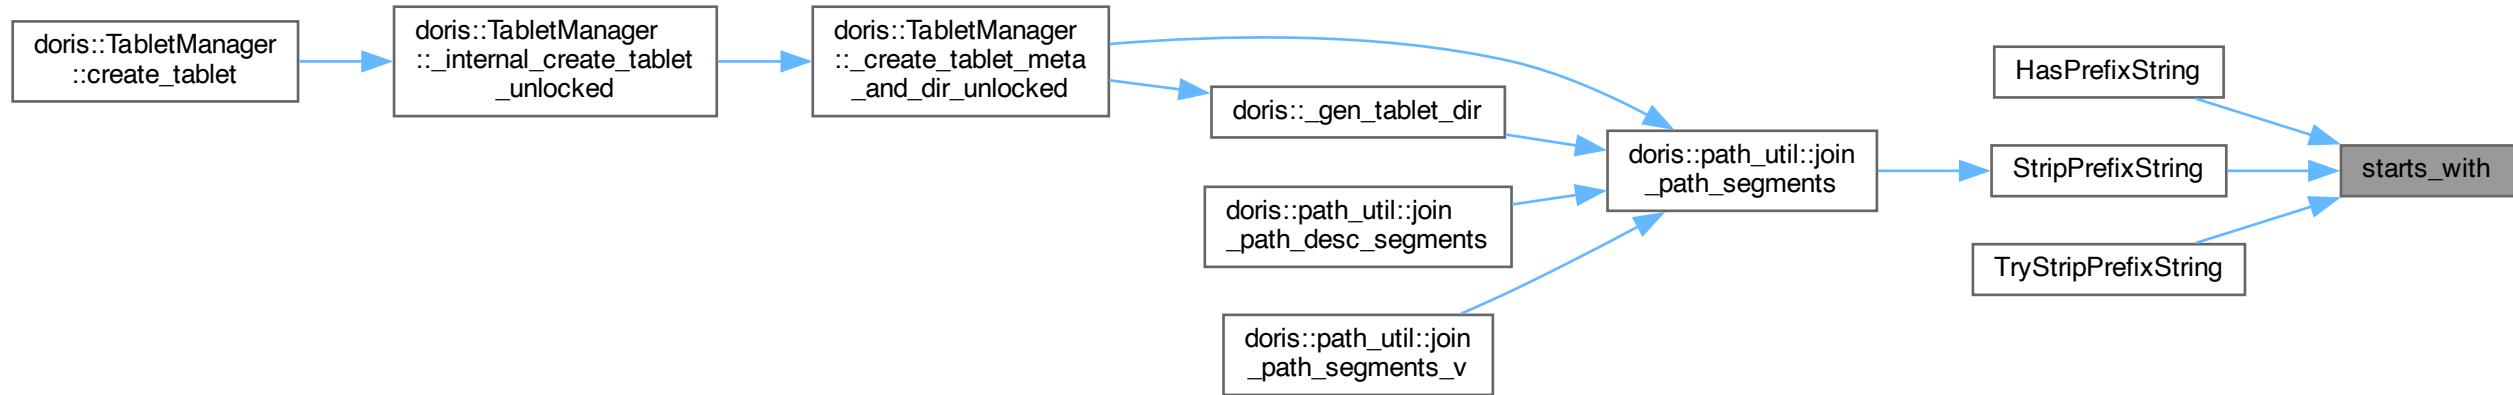 doris::TabletManager
::create_tablet
doris::TabletManager
::_internal_create_tablet
_unlocked
doris::TabletManager
::_create_tablet_meta
_and_dir_unlocked
doris::_gen_tablet_dir
doris::path_util::join
_path_desc_segments
doris::path_util::join
_path_segments_v
doris::path_util::join
_path_segments
HasPrefixString
StripPrefixString
TryStripPrefixString
starts_with